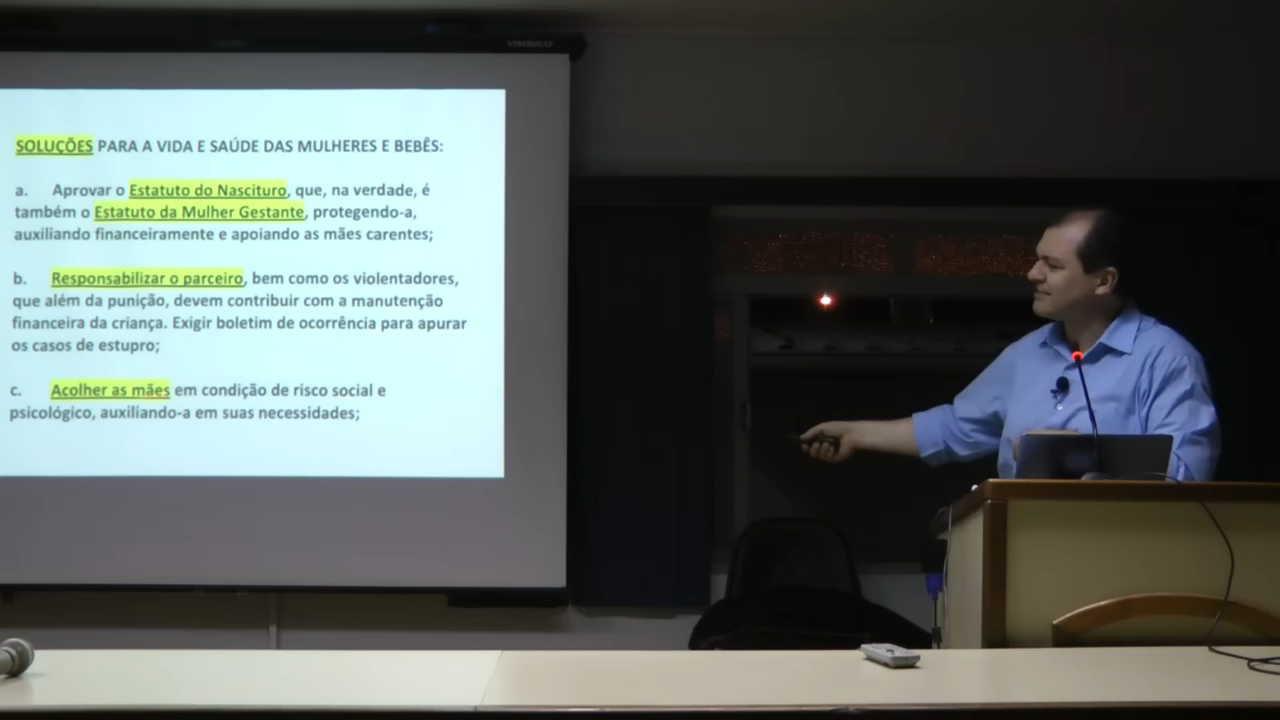 SOLUÇÕES PARA A VIDA E SAÚDE DAS MULHERES E BEBÊS:
a. Aprovar o Estatuto do Nascituro, que, na verdade, é
também o Estatuto da Mulher Gestante, protegendo-a,
auxiliando financeiramente e apoiando as mães carentes;
b. Responsabilizar o parceiro, bem como os violentadores,
que além da punição, devem contribuir com a manutenção
financeira da criança. Exigir boletim de ocorrência para apurar
os casos de estupro;
c. Acolher as mães em condição de risco social e
psicológico, auxiliando-a em suas necessidades;